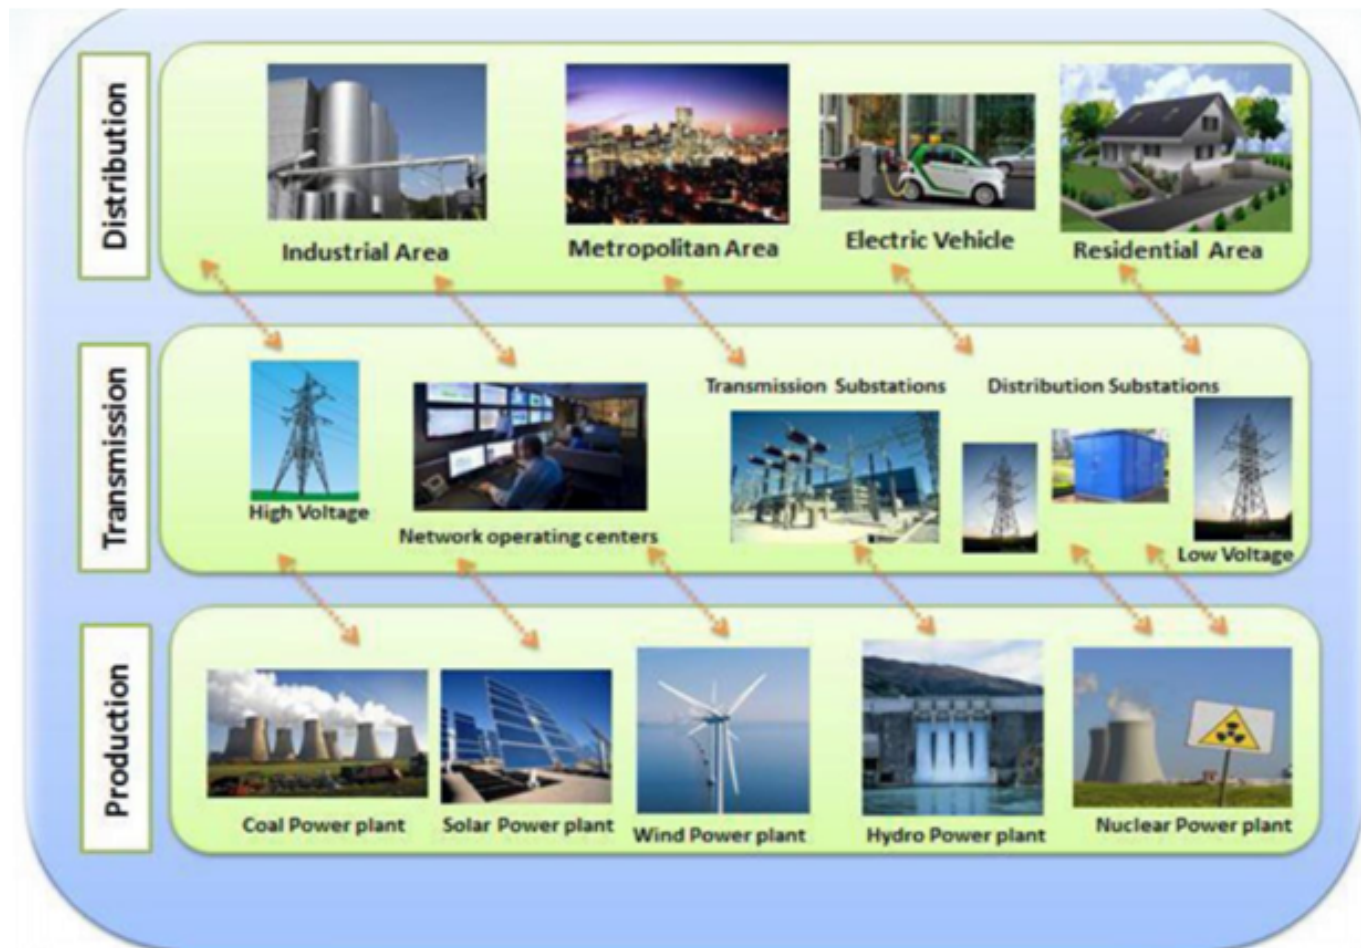 Distribution
Industrial Area
Metropolitan Area
Electric Vehicle
Residential Area
Transmission
High Voltage
Network operating centers
Transmission Substations
Distribution Substations
Low Voltage
Production
Coal Power plant
Solar Power plant
Wind Power plant
Hydro Power plant
Nuclear Power plant